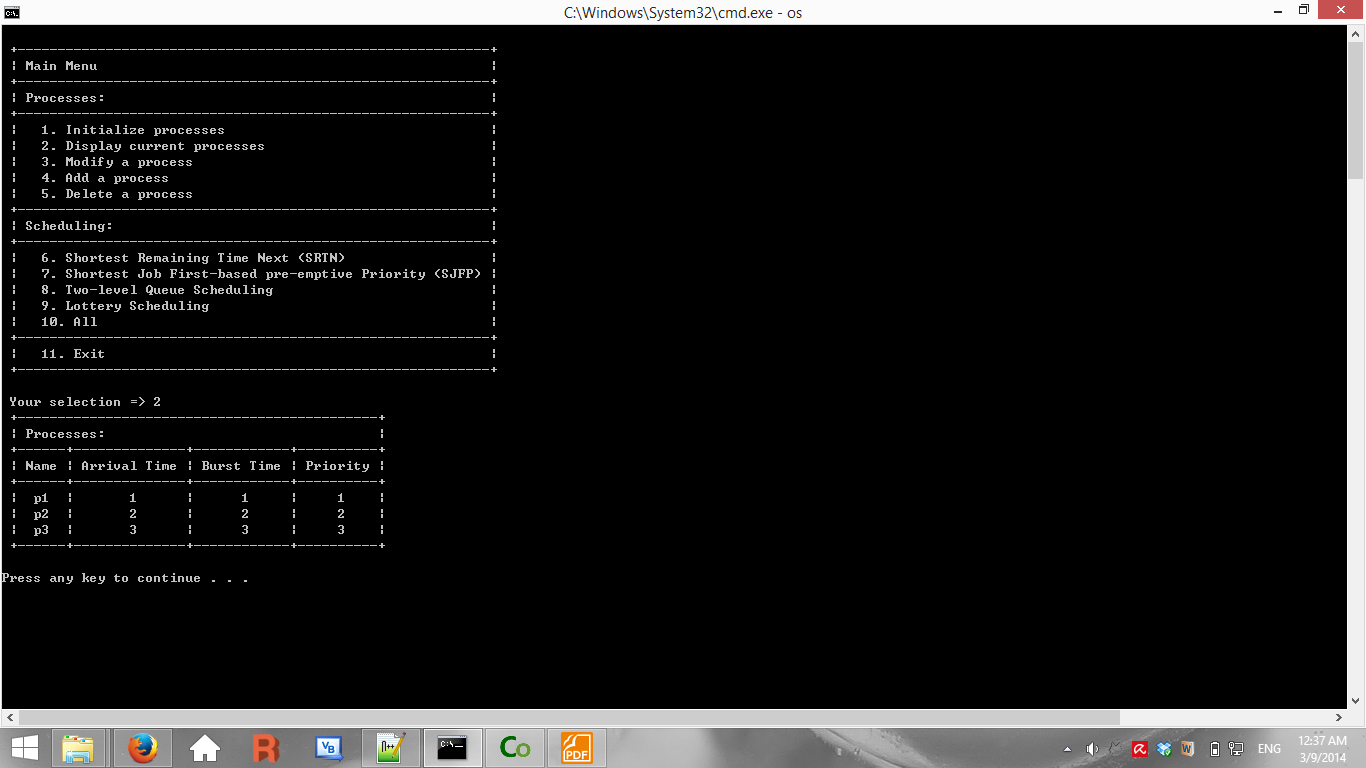 C:\Windows\System32\cmd.exe - os
Main Menu
Processes:
1. Initialize processes
2. Display current processes
3. Modify a process
4. Add a process
5. Delete a process
Scheduling:
6. Shortest Remaining Time Next (SRTN)
7. Shortest Job First-based pre-emptive Priority (SJFP)
8. Two-level Queue Scheduling
9. Lottery Scheduling
10. All
11. Exit
Your selection => 2
Processes:
Name | Arrival Time | Burst Time | Priority
p1 | 1 | 1 | 1
p2 | 2 | 2 | 2
p3 | 3 | 3 | 3
Press any key to continue . . .
ENG
12:37 AM
3/9/2014